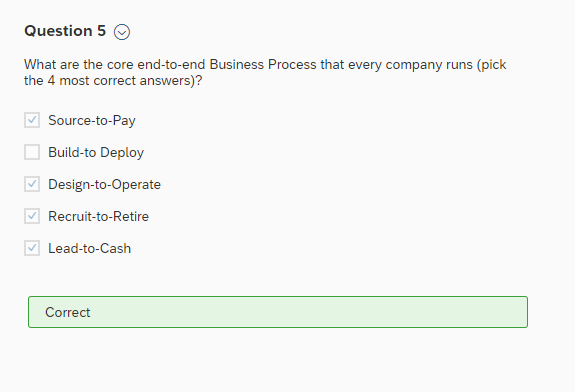 Question 5
What are the core end-to-end Business Process that every company runs (pick
the 4 most correct answers)?
Source-to-Pay
Build-to Deploy
Design-to-Operate
Recruit-to-Retire
Lead-to-Cash
Correct